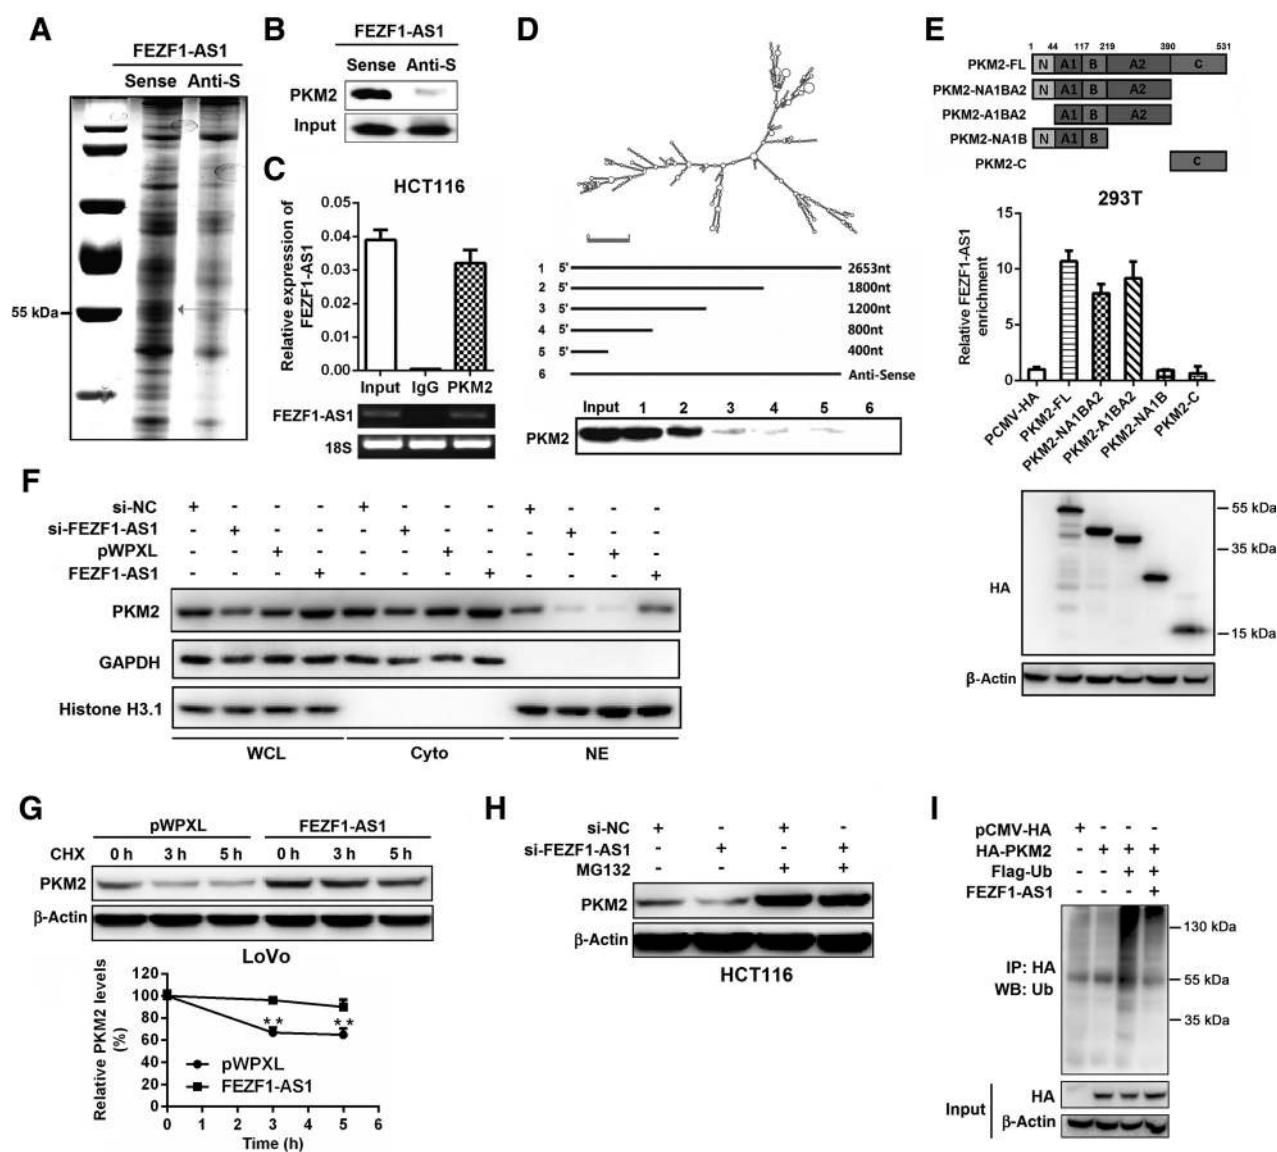 A
FEZF1-AS1
Sense Anti-S
55 kDa
B
FEZF1-AS1
Sense Anti-S
PKM2
Input
C
HCT116
Relative expression of
FEZF1-AS1
0.05
0.04
0.03
0.02
0.01
0.00
Input IgG PKM2
FEZF1-AS1
18S
D
1 5' 2653nt
2 5' 1800nt
3 5' 1200nt
4 5' 800nt
5 5' 400nt
6 Anti-Sense
Input 1 2 3 4 5 6
PKM2
E
1 44 117 219 390 531
PKM2-FL N A1 B A2 C
PKM2-NA1BA2 N A1 B A2
PKM2-A1BA2 A1 B A2
PKM2-NA1B N A1 B
PKM2-C C
293T
Relative FEZF1-AS1
enrichment
15
10
5
0
PCMV-HA
PKM2-FL
PKM2-NA1BA2
PKM2-A1BA2
PKM2-NA1B
PKM2-C
HA
55 kDa
35 kDa
15 kDa
β-Actin
F
si-NC + - - - + - - - + - - -
si-FEZF1-AS1 - + - - - + - - - + - -
pWPXL - - + - - - + - - - + -
FEZF1-AS1 - - - + - - - + - - - +
PKM2
GAPDH
Histone H3.1
WCL Cyto NE
G
pWPXL FEZF1-AS1
CHX 0 h 3 h 5 h 0 h 3 h 5 h
PKM2
β-Actin
LoVo
Relative PKM2 levels
(%)
120
100
80
60
40
20
0
** **
pWPXL
FEZF1-AS1
0 1 2 3 4 5 6
Time (h)
H
si-NC + - + -
si-FEZF1-AS1 - + - +
MG132 - - + +
PKM2
β-Actin
HCT116
I
pCMV-HA + - - -
HA-PKM2 - + + +
Flag-Ub - - + +
FEZF1-AS1 - - - +
IP: HA
WB: Ub
130 kDa
55 kDa
35 kDa
Input
HA
β-Actin